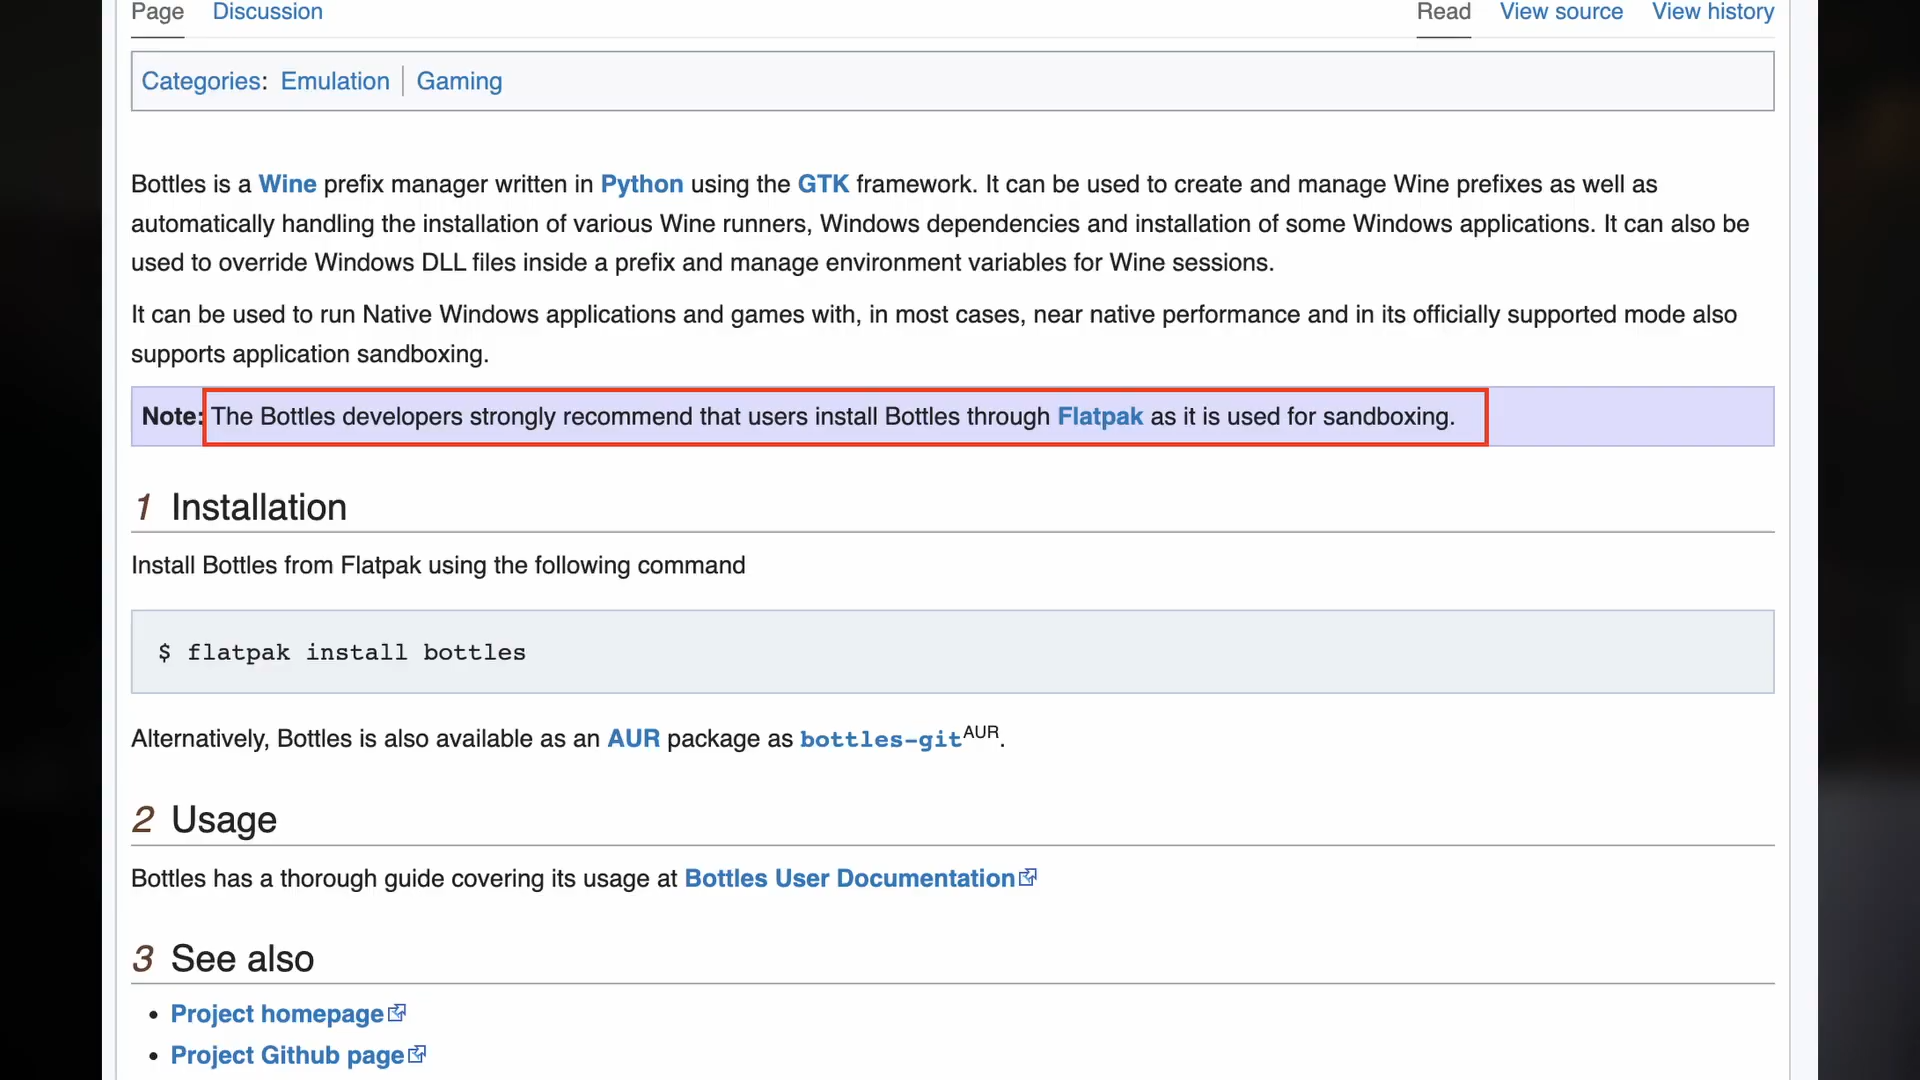 Page Discussion Read View source View history
Categories: Emulation Gaming
Bottles is a Wine prefix manager written in Python using the GTK framework. It can be used to create and manage Wine prefixes as well as
automatically handling the installation of various Wine runners, Windows dependencies and installation of some Windows applications. It can also be
used to override Windows DLL files inside a prefix and manage environment variables for Wine sessions.
It can be used to run Native Windows applications and games with, in most cases, near native performance and in its officially supported mode also
supports application sandboxing.
Note: The Bottles developers strongly recommend that users install Bottles through Flatpak as it is used for sandboxing.
1 Installation
Install Bottles from Flatpak using the following command
$ flatpak install bottles
Alternatively, Bottles is also available as an AUR package as bottles-gitAUR.
2 Usage
Bottles has a thorough guide covering its usage at Bottles User Documentation
3 See also
• Project homepage
• Project Github page